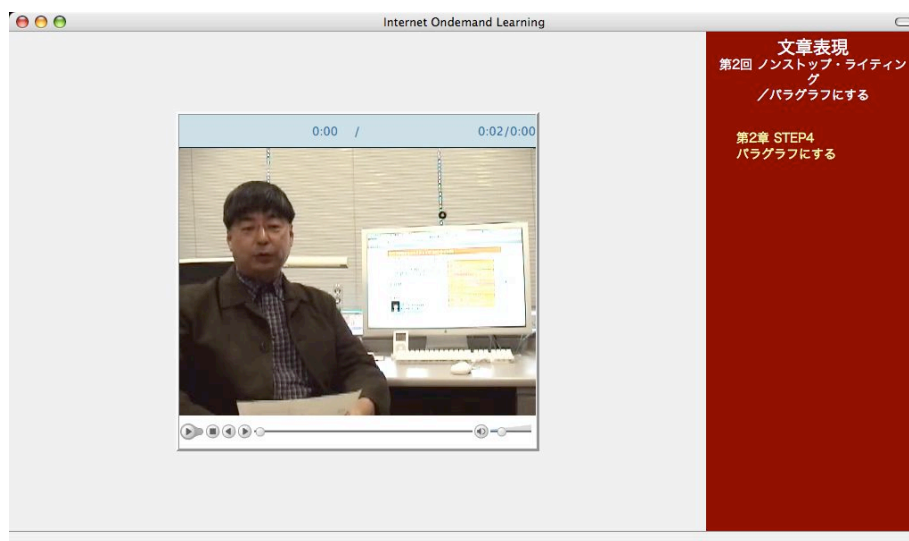 Internet Ondemand Learning
0:00 / 0:02/0:00
文章表現
第2回 ノンストップ・ライティン
グ
／パラグラフにする
第2章 STEP4
パラグラフにする